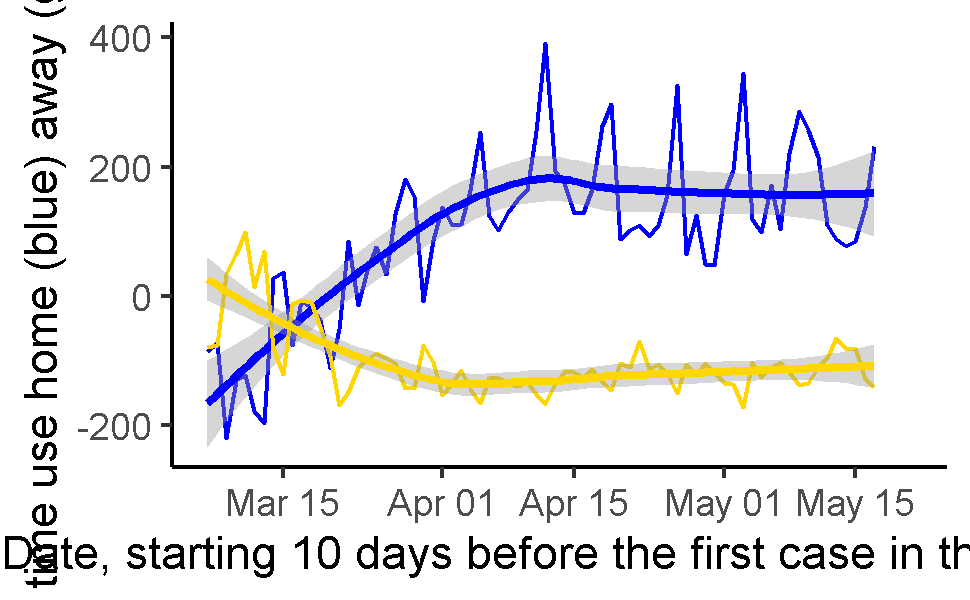 time use home (blue) away (
400
200
0
-200
Mar 15 Apr 01 Apr 15 May 01 May 15
Date, starting 10 days before the first case in th